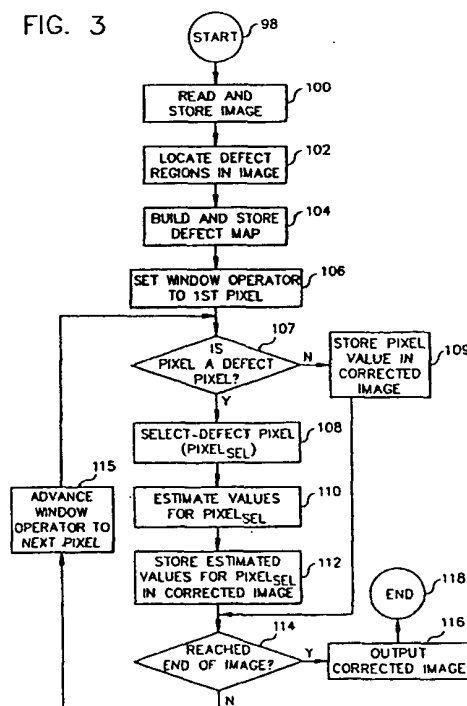 FIG. 3
START
98
READ AND
STORE IMAGE
100
LOCATE DEFECT
REGIONS IN IMAGE
102
BUILD AND STORE
DEFECT MAP
104
SET WINDOW OPERATOR
TO 1ST PIXEL
106
107
IS
PIXEL A DEFECT
PIXEL?
N
Y
STORE PIXEL
VALUE IN
CORRECTED
IMAGE
109
SELECT-DEFECT PIXEL
(PIXELSEL)
108
115
ADVANCE
WINDOW
OPERATOR TO
NEXT PIXEL
ESTIMATE VALUES
FOR PIXELSEL
110
STORE ESTIMATED
VALUES FOR PIXELSEL
IN CORRECTED IMAGE
112
END
118
114
REACHED
END OF IMAGE?
Y
N
OUTPUT
CORRECTED IMAGE
116